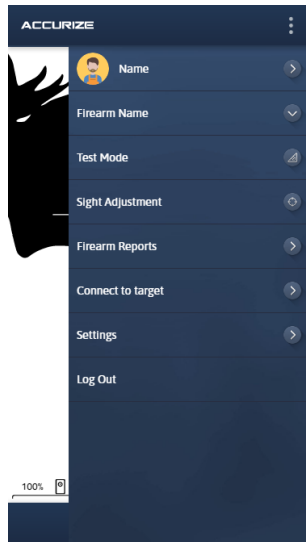 ACCURIZE
Name
Firearm Name
Test Mode
Sight Adjustment
Firearm Reports
Connect to target
Settings
Log Out
100%